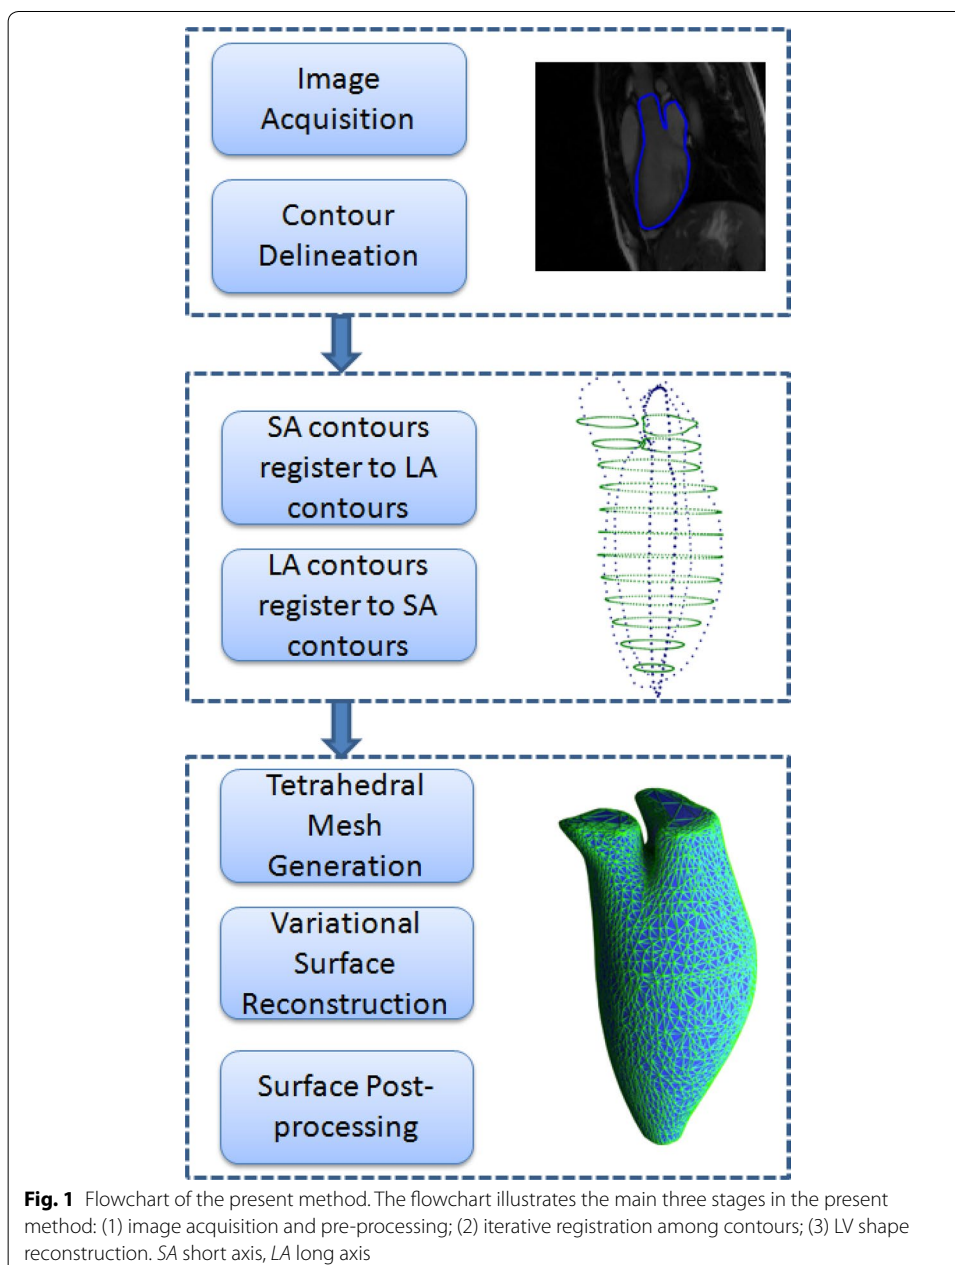 Image
Acquisition
Contour
Delineation
SA contours
register to LA
contours
LA contours
register to SA
contours
Tetrahedral
Mesh
Generation
Variational
Surface
Reconstruction
Surface Post-
processing
Fig. 1 Flowchart of the present method. The flowchart illustrates the main three stages in the present
method: (1) image acquisition and pre-processing; (2) iterative registration among contours; (3) LV shape
reconstruction. SA short axis, LA long axis